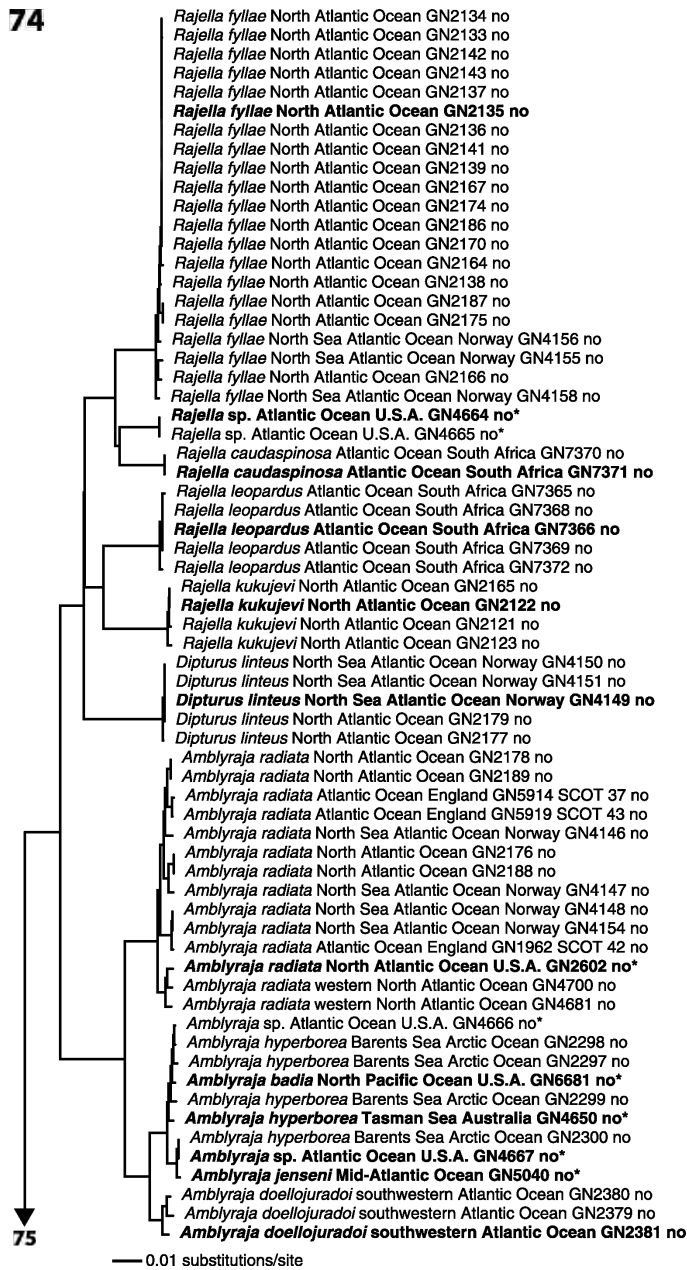 74
Rajella fyllae North Atlantic Ocean GN2134 no
Rajella fyllae North Atlantic Ocean GN2133 no
Rajella fyllae North Atlantic Ocean GN2142 no
Rajella fyllae North Atlantic Ocean GN2143 no
Rajella fyllae North Atlantic Ocean GN2137 no
Rajella fyllae North Atlantic Ocean GN2135 no
Rajella fyllae North Atlantic Ocean GN2136 no
Rajella fyllae North Atlantic Ocean GN2141 no
Rajella fyllae North Atlantic Ocean GN2139 no
Rajella fyllae North Atlantic Ocean GN2167 no
Rajella fyllae North Atlantic Ocean GN2174 no
Rajella fyllae North Atlantic Ocean GN2186 no
Rajella fyllae North Atlantic Ocean GN2170 no
Rajella fyllae North Atlantic Ocean GN2164 no
Rajella fyllae North Atlantic Ocean GN2138 no
Rajella fyllae North Atlantic Ocean GN2187 no
Rajella fyllae North Atlantic Ocean GN2175 no
Rajella fyllae North Sea Atlantic Ocean Norway GN4156 no
Rajella fyllae North Sea Atlantic Ocean Norway GN4155 no
Rajella fyllae North Atlantic Ocean GN2166 no
Rajella fyllae North Sea Atlantic Ocean Norway GN4158 no
Rajella sp. Atlantic Ocean U.S.A. GN4664 no*
Rajella sp. Atlantic Ocean U.S.A. GN4665 no*
Rajella caudaspinosa Atlantic Ocean South Africa GN7370 no
Rajella caudaspinosa Atlantic Ocean South Africa GN7371 no
Rajella leopardus Atlantic Ocean South Africa GN7365 no
Rajella leopardus Atlantic Ocean South Africa GN7368 no
Rajella leopardus Atlantic Ocean South Africa GN7366 no
Rajella leopardus Atlantic Ocean South Africa GN7369 no
Rajella leopardus Atlantic Ocean South Africa GN7372 no
Rajella kukujevi North Atlantic Ocean GN2165 no
Rajella kukujevi North Atlantic Ocean GN2122 no
Rajella kukujevi North Atlantic Ocean GN2121 no
Rajella kukujevi North Atlantic Ocean GN2123 no
Dipturus linteus North Sea Atlantic Ocean Norway GN4150 no
Dipturus linteus North Sea Atlantic Ocean Norway GN4151 no
Dipturus linteus North Sea Atlantic Ocean Norway GN4149 no
Dipturus linteus North Atlantic Ocean GN2179 no
Dipturus linteus North Atlantic Ocean GN2177 no
Amblyraja radiata North Atlantic Ocean GN2178 no
Amblyraja radiata North Atlantic Ocean GN2189 no
Amblyraja radiata Atlantic Ocean England GN5914 SCOT 37 no
Amblyraja radiata Atlantic Ocean England GN5919 SCOT 43 no
Amblyraja radiata North Sea Atlantic Ocean Norway GN4146 no
Amblyraja radiata North Atlantic Ocean GN2176 no
Amblyraja radiata North Atlantic Ocean GN2188 no
Amblyraja radiata North Sea Atlantic Ocean Norway GN4147 no
Amblyraja radiata North Sea Atlantic Ocean Norway GN4148 no
Amblyraja radiata North Sea Atlantic Ocean Norway GN4154 no
Amblyraja radiata Atlantic Ocean England GN1962 SCOT 42 no
Amblyraja radiata North Atlantic Ocean U.S.A. GN2602 no*
Amblyraja radiata western North Atlantic Ocean GN4700 no
Amblyraja radiata western North Atlantic Ocean GN4681 no
Amblyraja sp. Atlantic Ocean U.S.A. GN4666 no*
Amblyraja hyperborea Barents Sea Arctic Ocean GN2298 no
Amblyraja hyperborea Barents Sea Arctic Ocean GN2297 no
Amblyraja badia North Pacific Ocean U.S.A. GN6681 no*
Amblyraja hyperborea Barents Sea Arctic Ocean GN2299 no
Amblyraja hyperborea Tasman Sea Australia GN4650 no*
Amblyraja hyperborea Barents Sea Arctic Ocean GN2300 no
Amblyraja sp. Atlantic Ocean U.S.A. GN4667 no*
Amblyraja jenseni Mid-Atlantic Ocean GN5040 no*
Amblyraja doellojuradoi southwestern Atlantic Ocean GN2380 no
Amblyraja doellojuradoi southwestern Atlantic Ocean GN2379 no
Amblyraja doellojuradoi southwestern Atlantic Ocean GN2381 no
75
0.01 substitutions/site